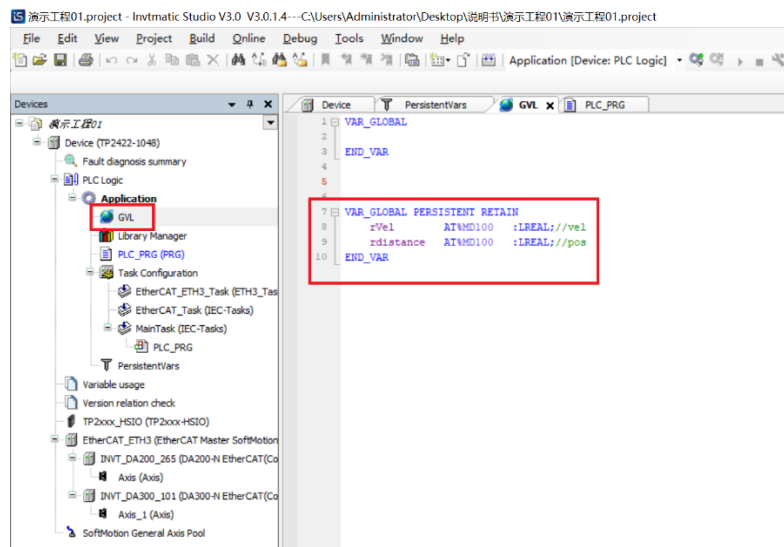 演示工程01.project - Invtmatic Studio V3.0 V3.0.1.4---C:\Users\Administrator\Desktop\说明书\演示工程01\演示工程01.project
File Edit View Project Build Online Debug Tools Window Help
Application [Device: PLC Logic]
Devices
演示工程01
Device (TP2422-1048)
Fault diagnosis summary
PLC Logic
Application
GVL
Library Manager
PLC_PRG (PRG)
Task Configuration
EtherCAT_ETH3_Task (ETH3_Tas
EtherCAT_Task (IEC-Tasks)
MainTask (IEC-Tasks)
PLC_PRG
PersistentVars
Variable usage
Version relation check
TP2xxx_HSIO (TP2xxx-HSIO)
EtherCAT_ETH3 (EtherCAT Master SoftMotion
INVT_DA200_265 (DA200-N EtherCAT(Co
Axis (Axis)
INVT_DA300_101 (DA300-N EtherCAT(Co
Axis_1 (Axis)
SoftMotion General Axis Pool
Device PersistentVars GVL PLC_PRG
1 VAR_GLOBAL
2
3 END_VAR
4
5
6
7 VAR_GLOBAL PERSISTENT RETAIN
8 rVel AT%MD100 :LREAL;//vel
9 rdistance AT%MD100 :LREAL;//pos
10 END_VAR